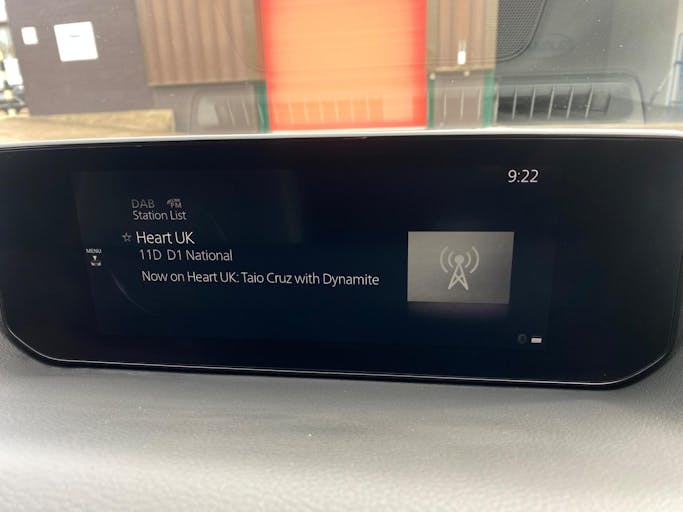 9:22
DAB FM
Station List
☆ Heart UK
MENU
11D D1 National
Now on Heart UK: Taio Cruz with Dynamite